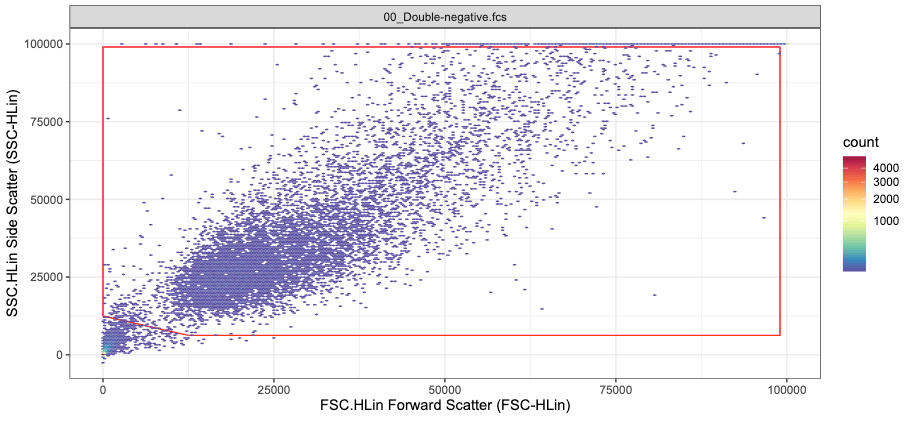 00_Double-negative.fcs
100000
75000
50000
25000
0
SSC.HLin Side Scatter (SSC-HLin)
0 25000 50000 75000 100000
FSC.HLin Forward Scatter (FSC-HLin)
count
4000
3000
2000
1000